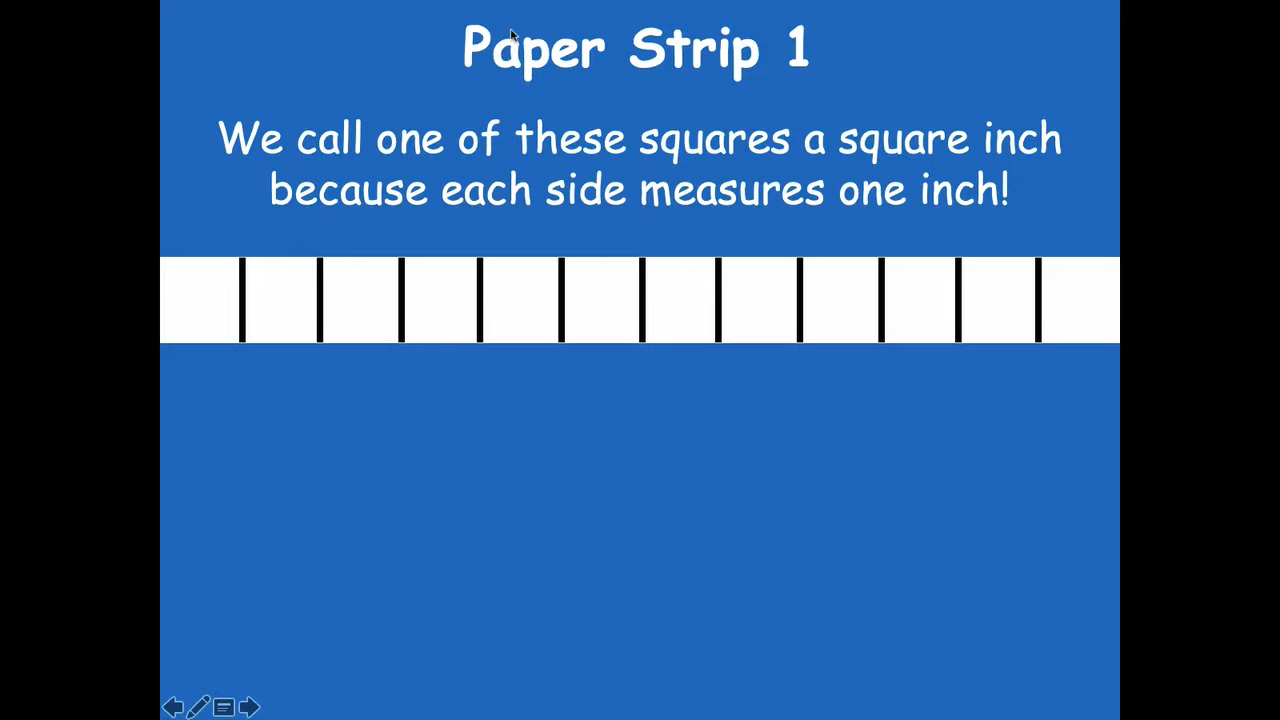 Paper Strip 1
We call one of these squares a square inch
because each side measures one inch!